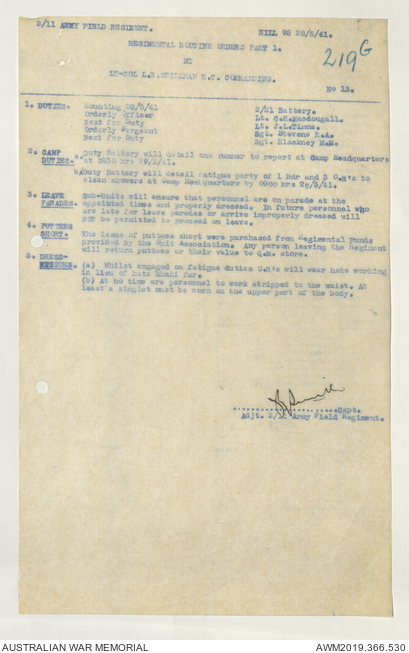 2/11 ARMY FIELD REGIMENT. HILL 95 28/5/41.
REGIMENTAL ROUTINE ORDERS PART 1.
219G
BY
LT-COL L.E. SPILLMAN M.C. COMMANDING.
No 15.
1. DUTIES: Mounting 28/5/41 2/21 Battery.
Orderly Officer Lt. C.H. Macdougall.
Next for Duty Lt. J.L. Timms.
Orderly Sergeant Sgt. Stevens R.A.
Next for Duty Sgt. Blackney M.H.
2. CAMP DUTIES. Duty Battery will detail one runner to report at Camp Headquarters
at 0830 hrs 29/5/41.
Duty Battery will detail fatigue party of 1 Bdr and 3 O.R's to
clean showers at Camp Headquarters by 0900 hrs 29/5/41.
3. LEAVE PARADES. Sub-Units will ensure that personnel are on parade at the
appointed times and properly dressed. In future personnel who
are late for leave parades or arrive improperly dressed will
NOT be permitted to proceed on leave.
4. PUTTEES SHORT. The issue of puttees short were purchased from Regimental Funds
provided by the Unit Association. Any person leaving the Regiment
will return puttees or their value to Q.M. store.
5. DRESS- (a) Whilst engaged on fatigue duties O.R's will wear hats working
in lieu of hats khaki fur.
(b) At no time are personnel to work stripped to the waist. At
least a singlet must be worn on the upper part of the body.
Capt.
Adjt. 2/11 Army Field Regiment.
AUSTRALIAN WAR MEMORIAL AWM2019.366.530